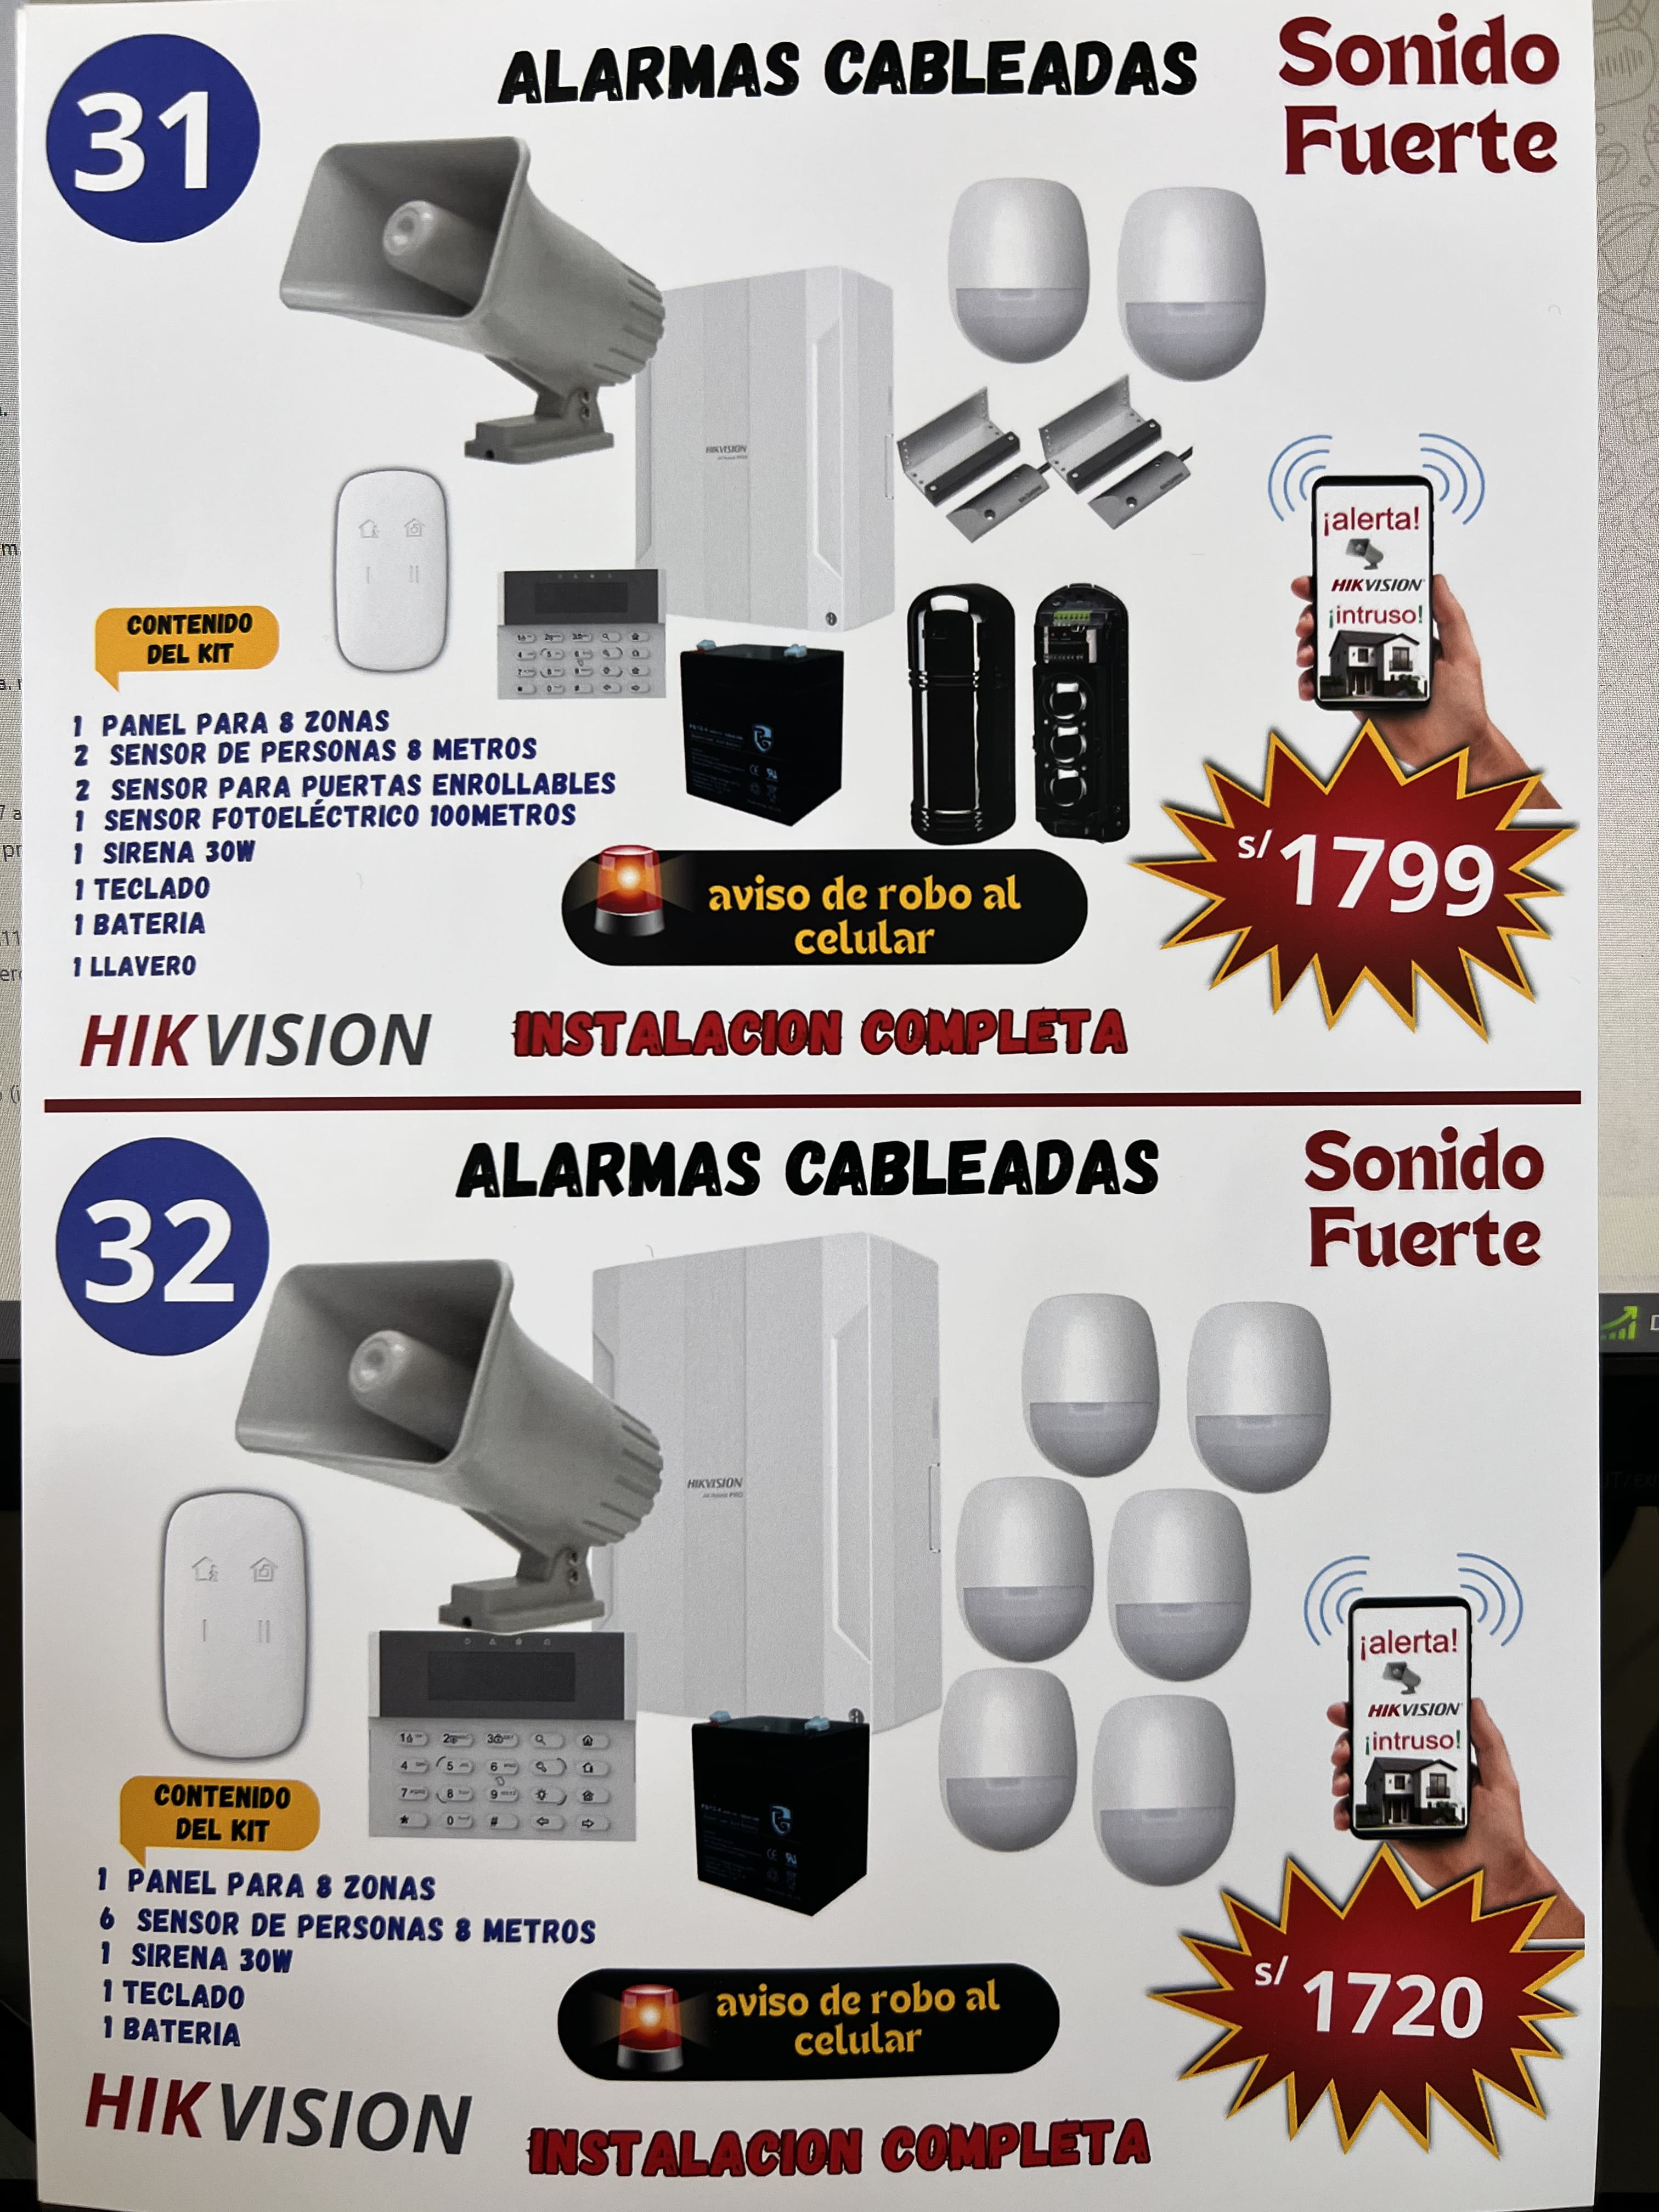 31
ALARMAS CABLEADAS
Sonido
Fuerte
HIKVISION
¡alerta!
HIKVISION
¡intruso!
CONTENIDO
DEL KIT
1 PANEL PARA 8 ZONAS
2 SENSOR DE PERSONAS 8 METROS
2 SENSOR PARA PUERTAS ENROLLABLES
1 SENSOR FOTOELÉCTRICO 100METROS
1 SIRENA 30W
1 TECLADO
1 BATERIA
1 LLAVERO
aviso de robo al
celular
s/1799
HIKVISION
INSTALACION COMPLETA
32
ALARMAS CABLEADAS
Sonido
Fuerte
HIKVISION
¡alerta!
HIKVISION
¡intruso!
CONTENIDO
DEL KIT
1 PANEL PARA 8 ZONAS
6 SENSOR DE PERSONAS 8 METROS
1 SIRENA 30W
1 TECLADO
1 BATERIA
aviso de robo al
celular
s/1720
HIKVISION
INSTALACION COMPLETA